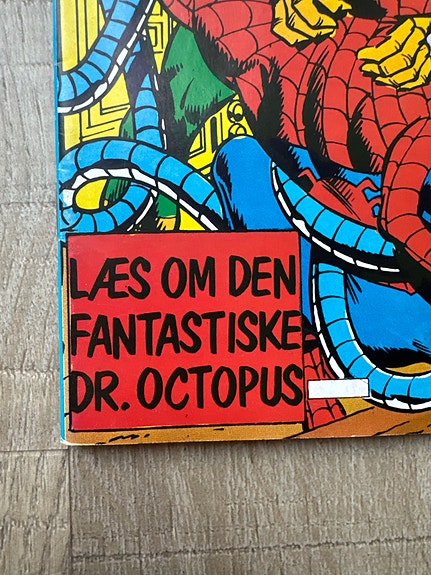 LÆS OM DEN
FANTASTISKE
DR. OCTOPUS